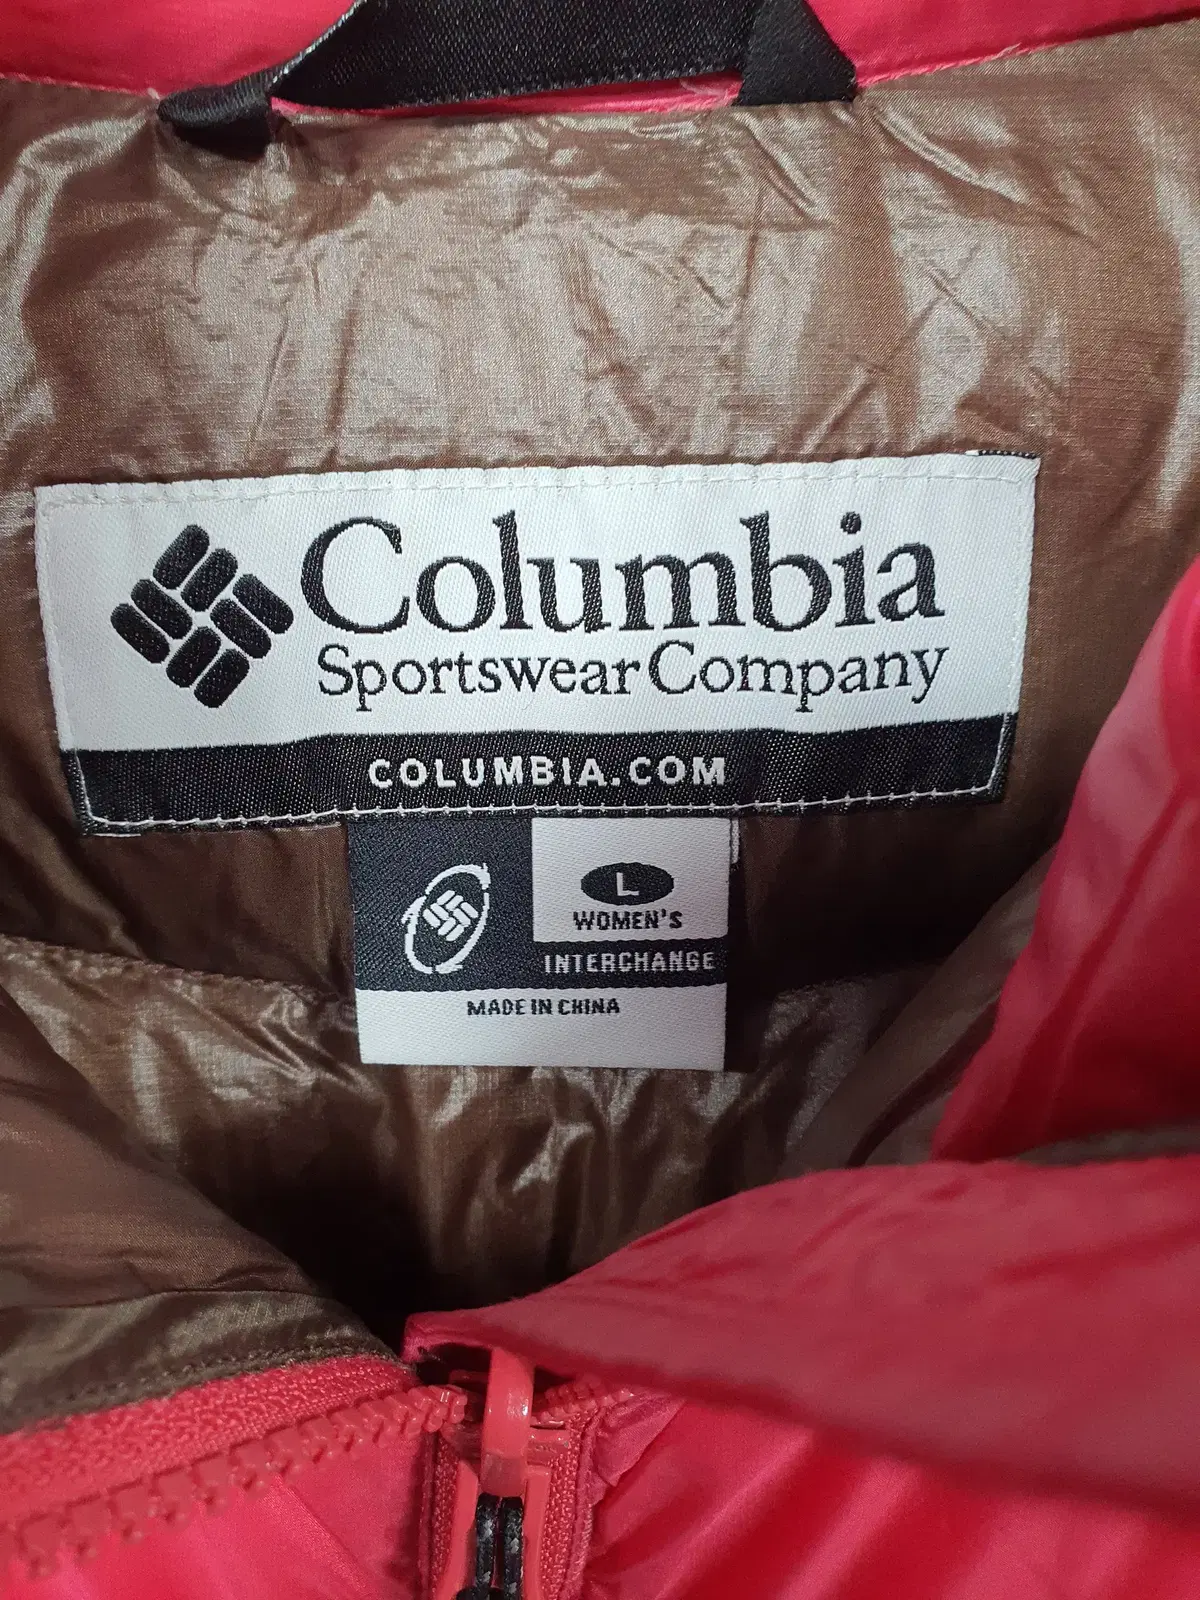 Columbia
Sportswear Company
COLUMBIA.COM
L
WOMEN'S
INTERCHANGE
MADE IN CHINA